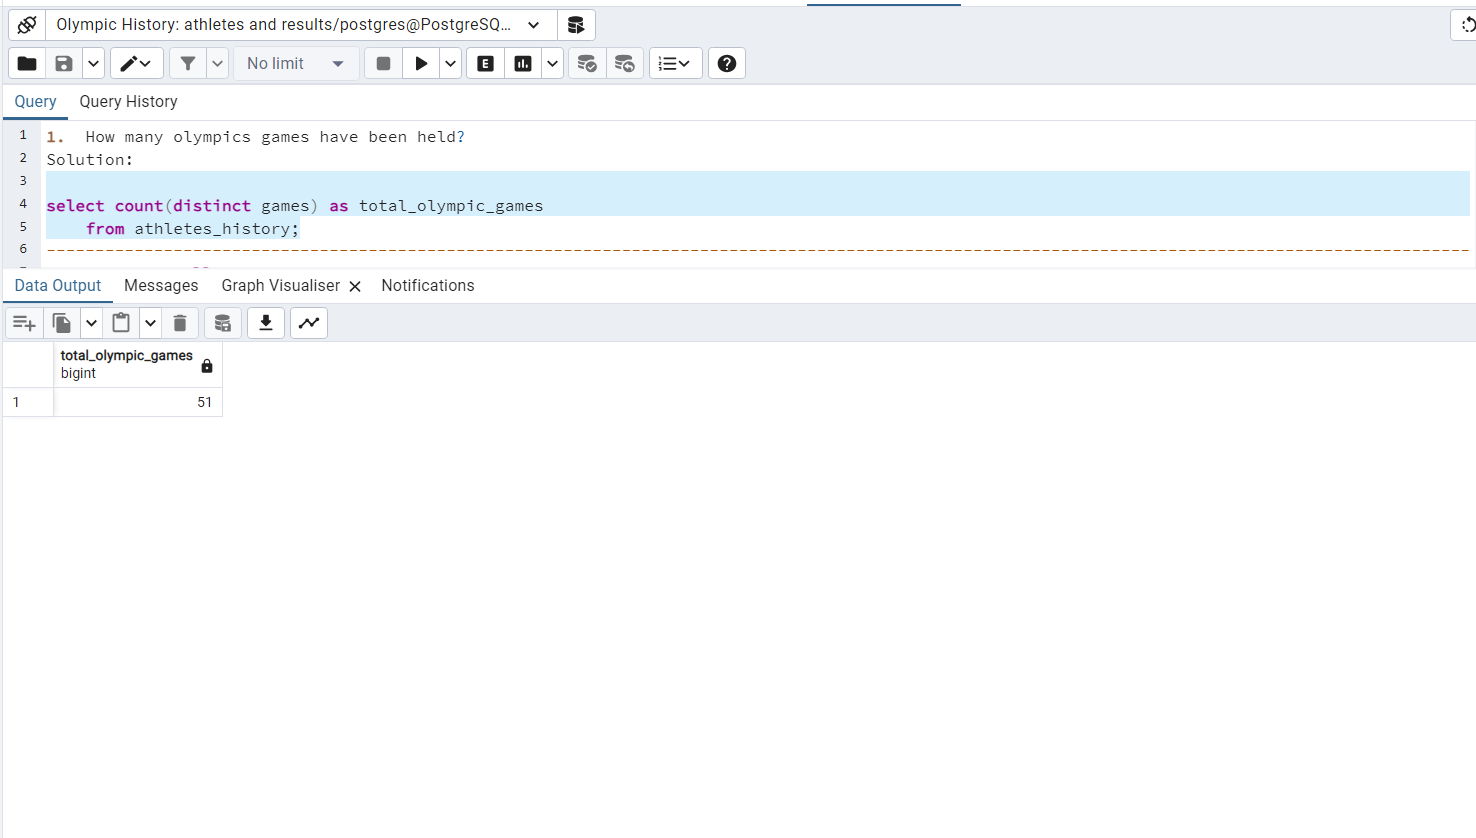 Olympic History: athletes and results/postgres@PostgreSQ...
No limit
E
Query Query History
1 1. How many olympics games have been held?
2 Solution:
3
4 select count(distinct games) as total_olympic_games
5 from athletes_history;
6 --------------------------------------------------------------------------------------------------------------------------------------------------
Data Output Messages Graph Visualiser Notifications
total_olympic_games
bigint
1 51